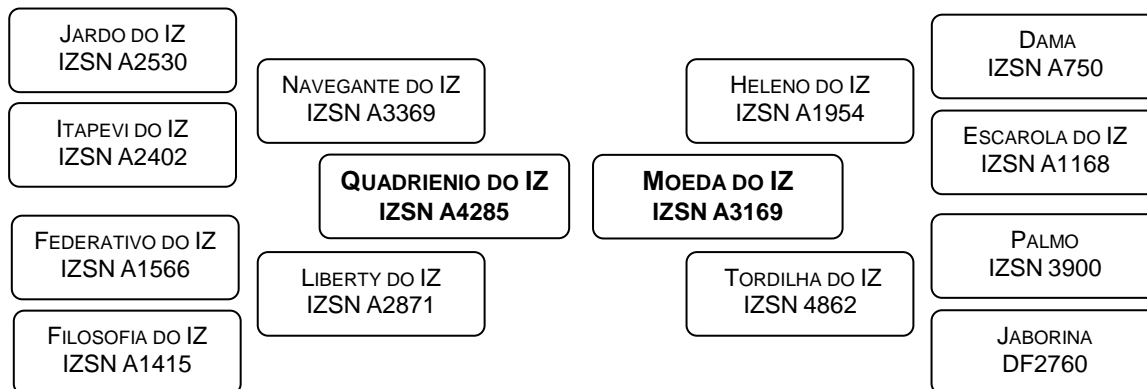 JARDO DO IZ
IZSN A2530
ITAPEVI DO IZ
IZSN A2402
FEDERATIVO DO IZ
IZSN A1566
FILOSOFIA DO IZ
IZSN A1415
NAVEGANTE DO IZ
IZSN A3369
LIBERTY DO IZ
IZSN A2871
QUADRIENIO DO IZ
IZSN A4285
MOEDA DO IZ
IZSN A3169
HELENO DO IZ
IZSN A1954
TORDILHA DO IZ
IZSN 4862
DAMA
IZSN A750
ESCAROLA DO IZ
IZSN A1168
PALMO
IZSN 3900
JABORINA
DF2760